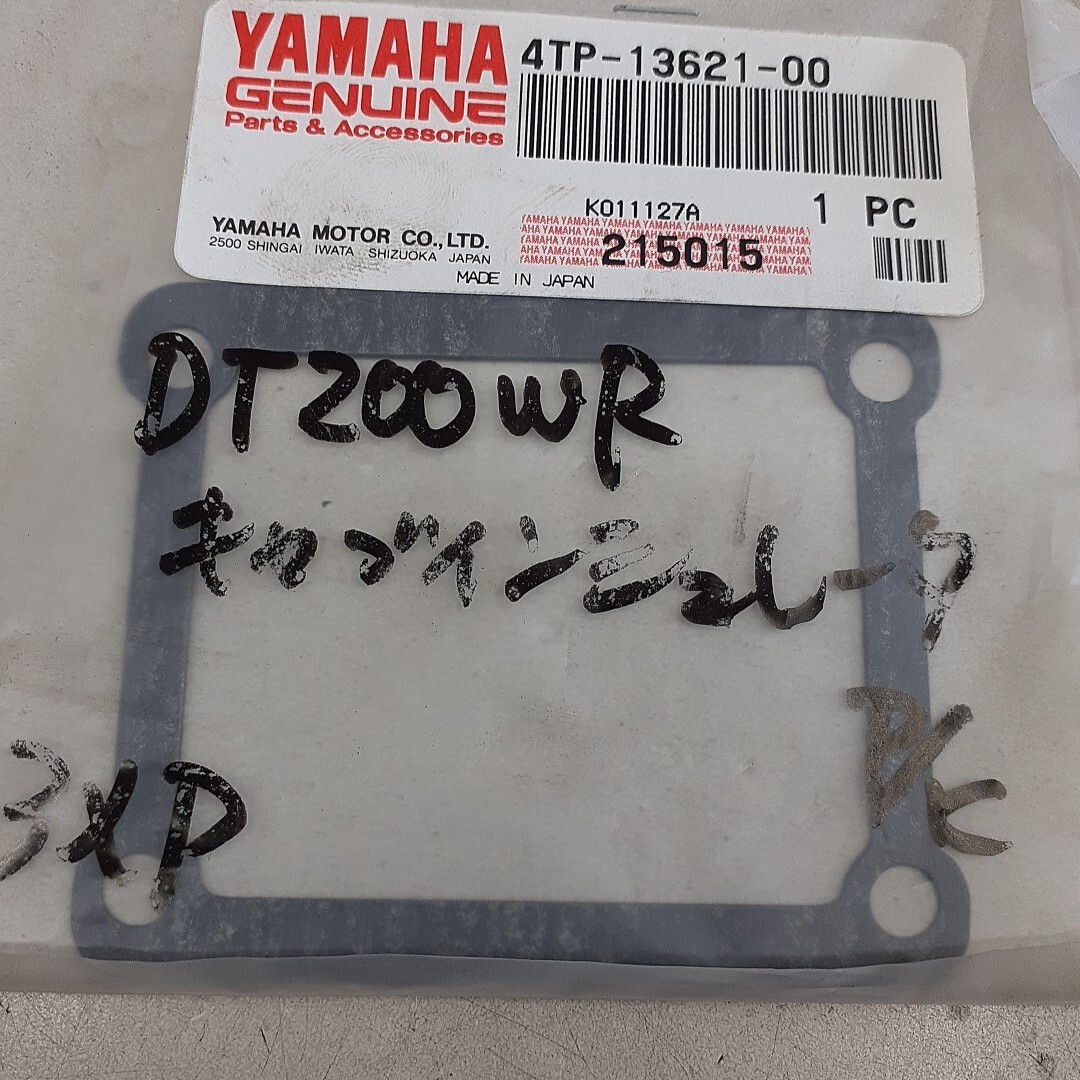 YAMAHA
GENUINE
Parts & Accessories
4TP-13621-00
K011127A
1 PC
YAMAHA MOTOR CO.,LTD.
2500 SHINGAI IWATA SHIZUOKA JAPAN
215015
MADE IN JAPAN
DT200WR
キャブインシュレーター
3XP